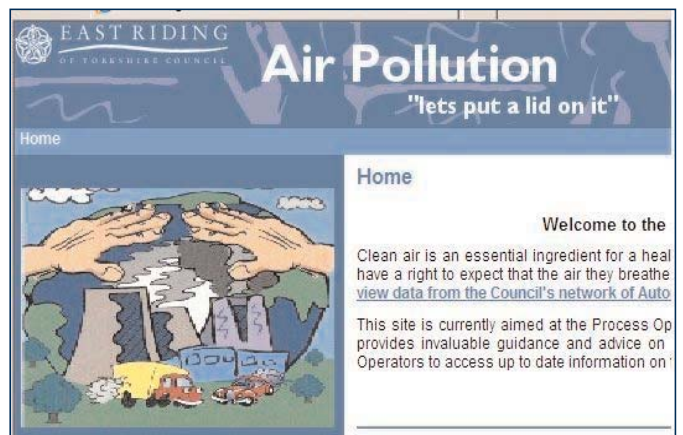 EAST RIDING
OF YORKSHIRE COUNCIL
Air Pollution
"lets put a lid on it"
Home
Home
Welcome to the
Clean air is an essential ingredient for a heal
have a right to expect that the air they breathe
view data from the Council's network of Auto
This site is currently aimed at the Process Op
provides invaluable guidance and advice on
Operators to access up to date information on